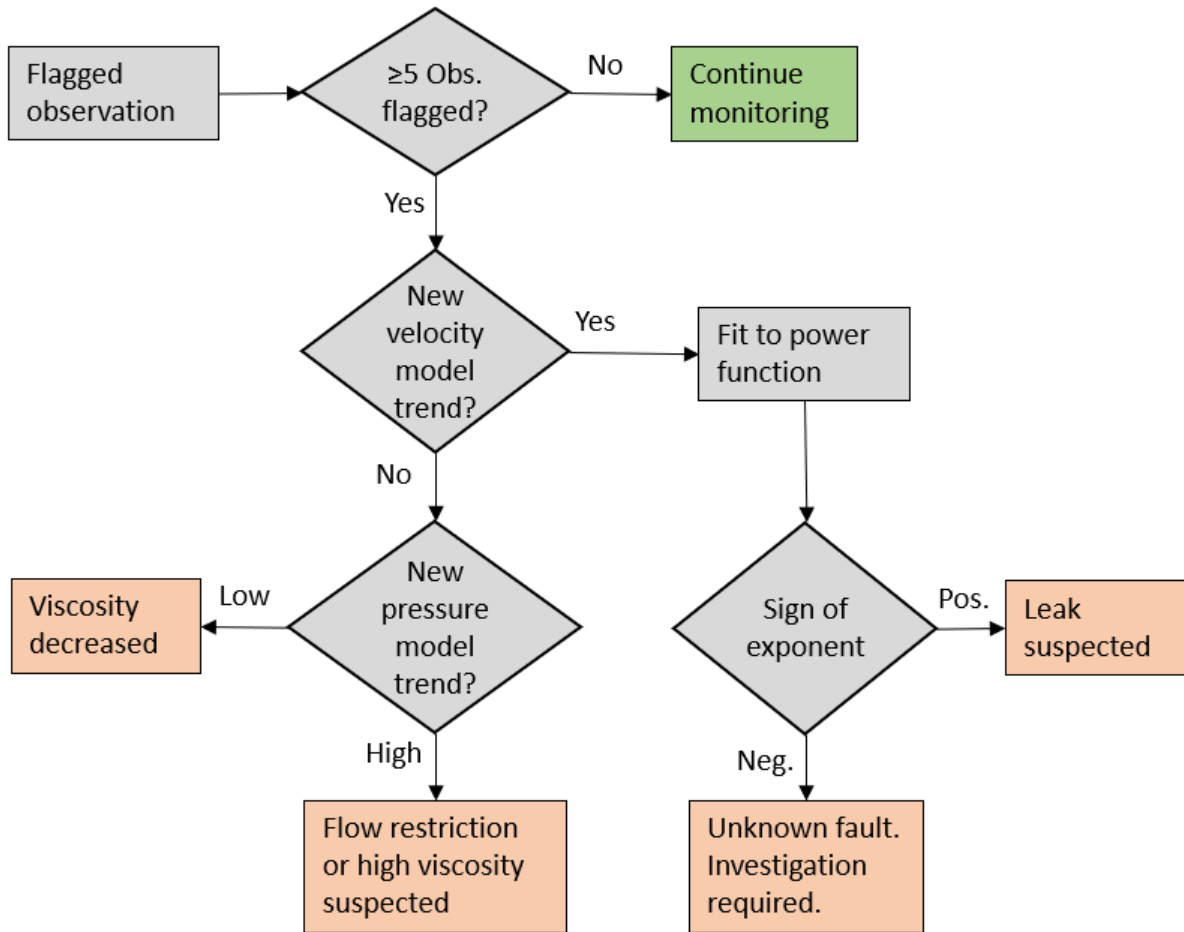 Flagged
observation
≥5 Obs.
flagged?
No
Continue
monitoring
Yes
New
velocity
model
trend?
Yes
Fit to power
function
No
New
pressure
model
trend?
Low
Viscosity
decreased
Sign of
exponent
Pos.
Leak
suspected
High
Flow restriction
or high viscosity
suspected
Neg.
Unknown fault.
Investigation
required.